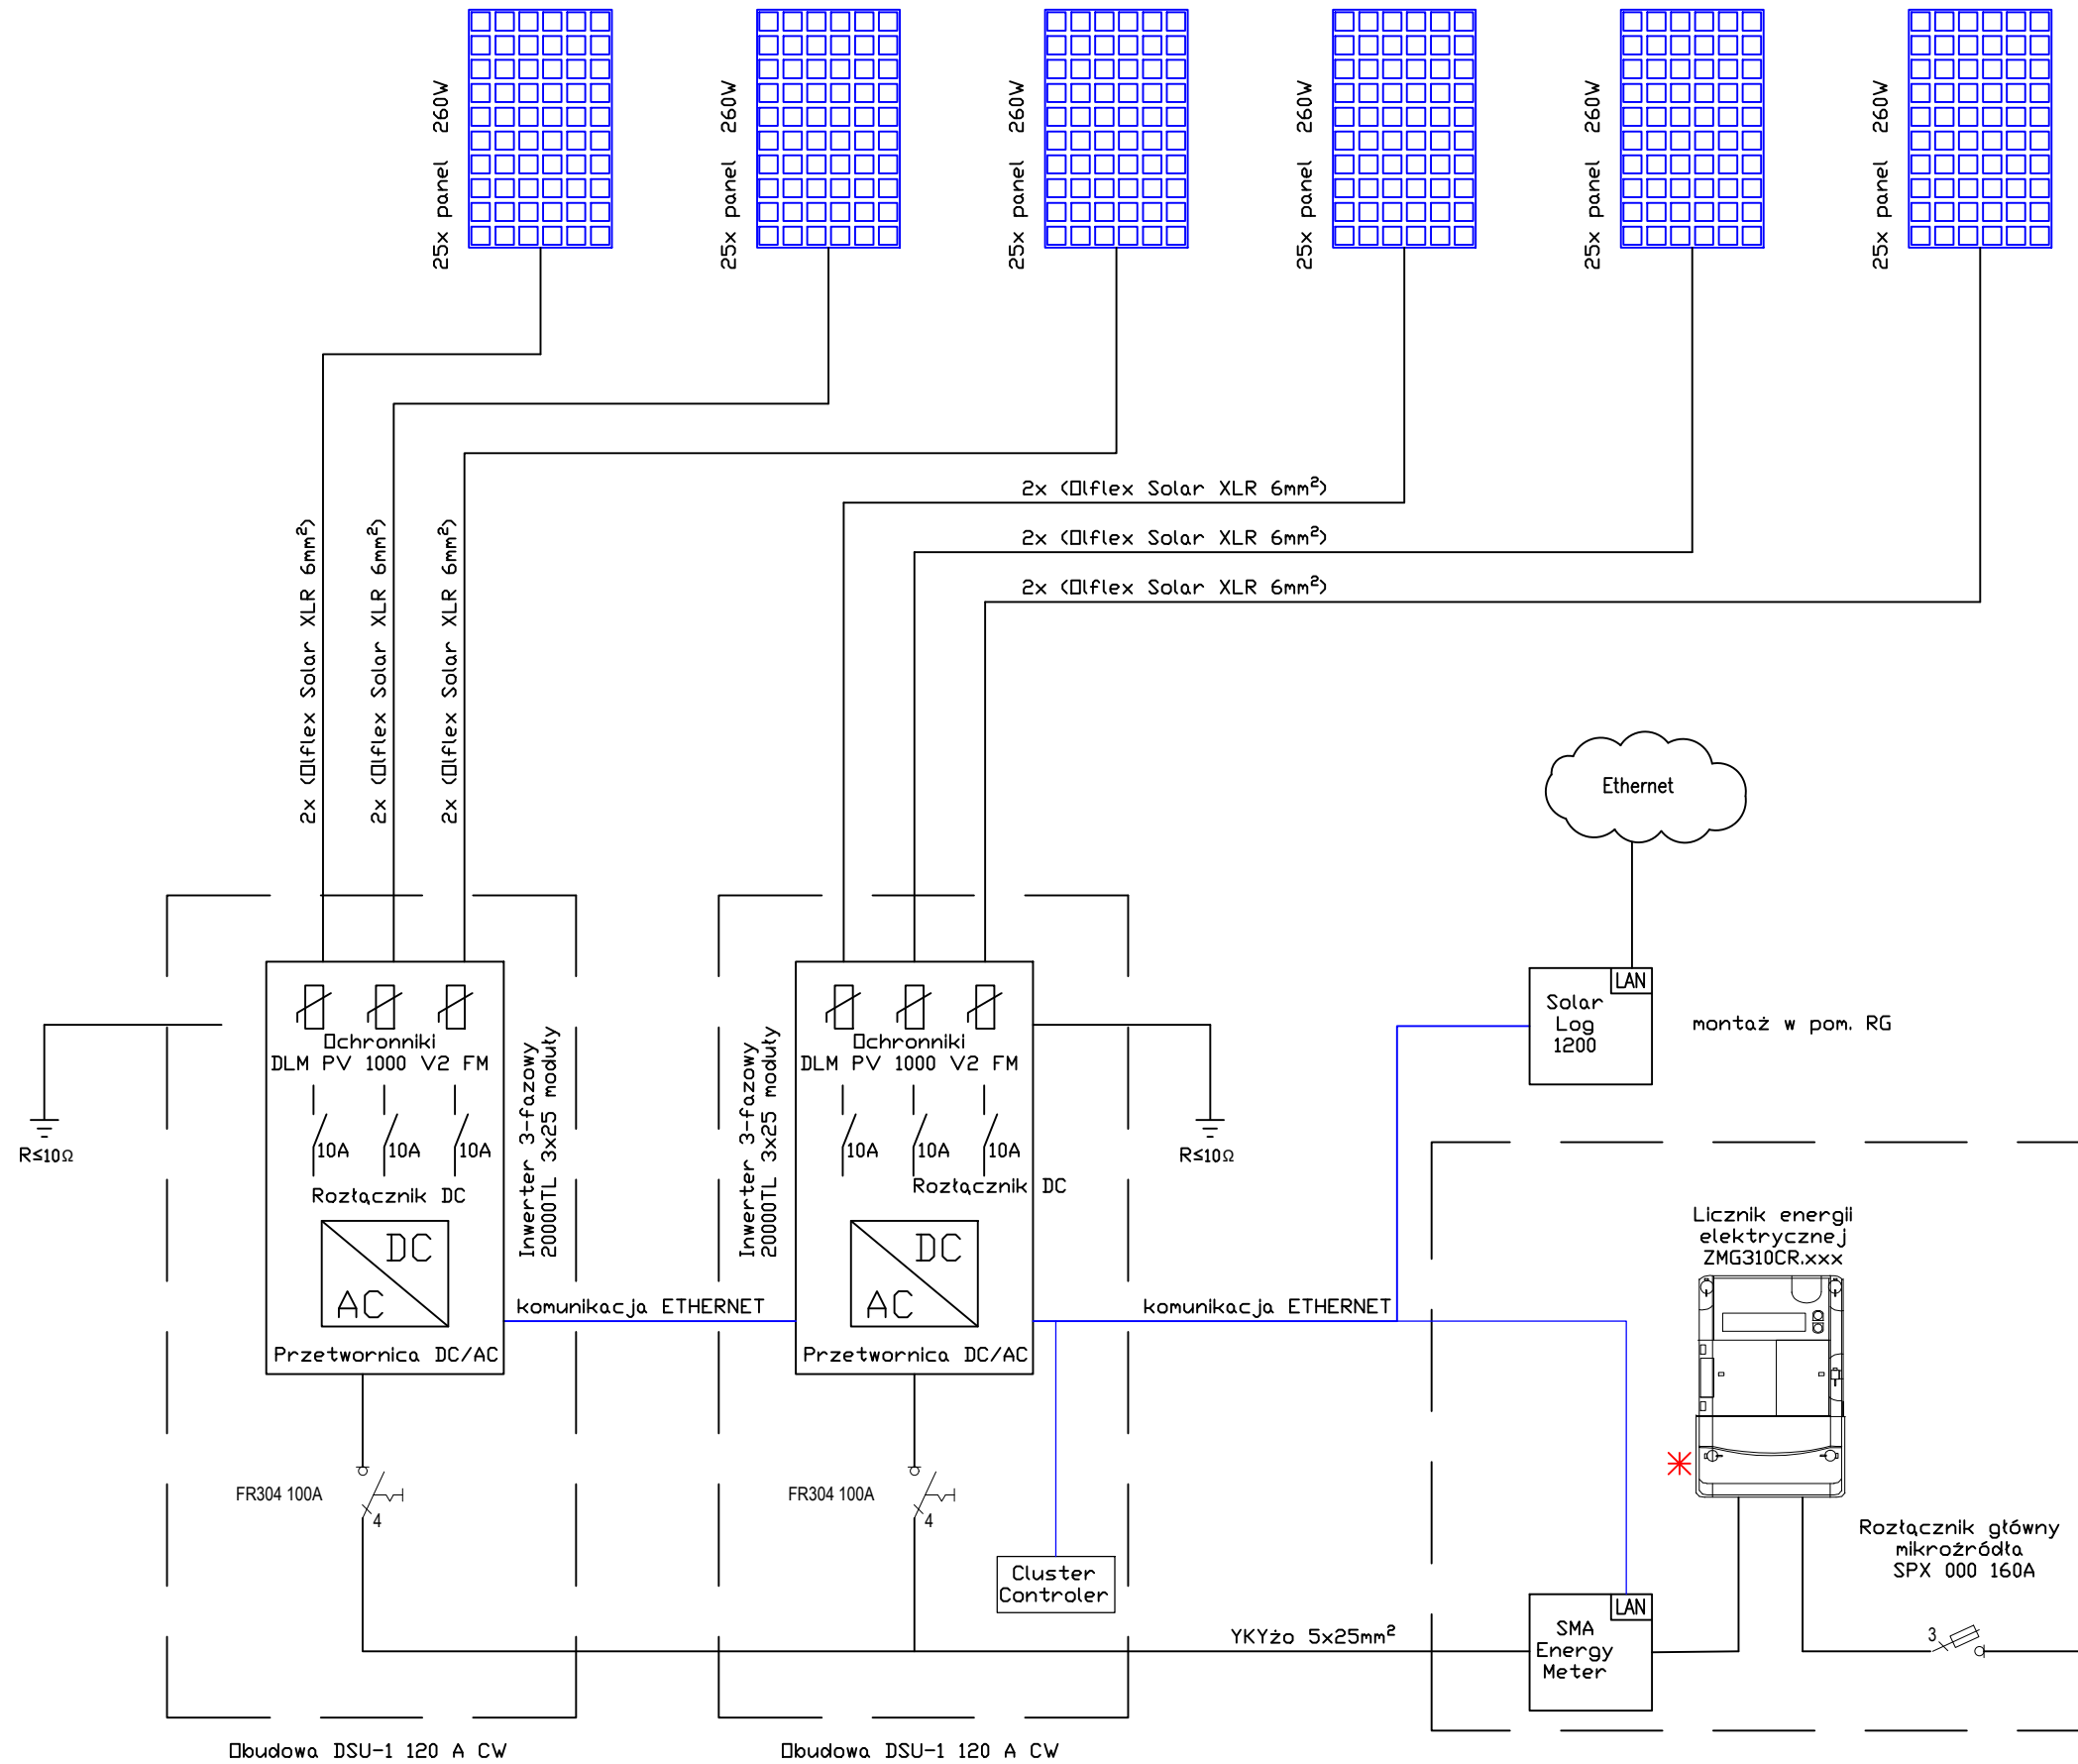 25x panel 260W
25x panel 260W
25x panel 260W
25x panel 260W
25x panel 260W
25x panel 260W
2x (Olflex Solar XLR 6mm²)
2x (Olflex Solar XLR 6mm²)
2x (Olflex Solar XLR 6mm²)
2x (Olflex Solar XLR 6mm²)
2x (Olflex Solar XLR 6mm²)
2x (Olflex Solar XLR 6mm²)
Ethernet
Ochronniki
DLM PV 1000 V2 FM
10A
10A
10A
Rozłącznik DC
DC
AC
Przetwornica DC/AC
Inwerter 3-fazowy
20000TL 3x25 moduły
R≤10Ω
Inwerter 3-fazowy
20000TL 3x25 moduły
Ochronniki
DLM PV 1000 V2 FM
10A
10A
10A
Rozłącznik DC
DC
AC
Przetwornica DC/AC
R≤10Ω
LAN
Solar
Log
1200
montaż w pom. RG
komunikacja ETHERNET
komunikacja ETHERNET
Licznik energii
elektrycznej
ZMG310CR.xxx
FR304 100A
4
FR304 100A
4
Cluster
Controler
Rozłącznik główny
mikroźródła
SPX 000 160A
3
YKYżo 5x25mm²
LAN
SMA
Energy
Meter
Obudowa DSU-1 120 A CW
Obudowa DSU-1 120 A CW